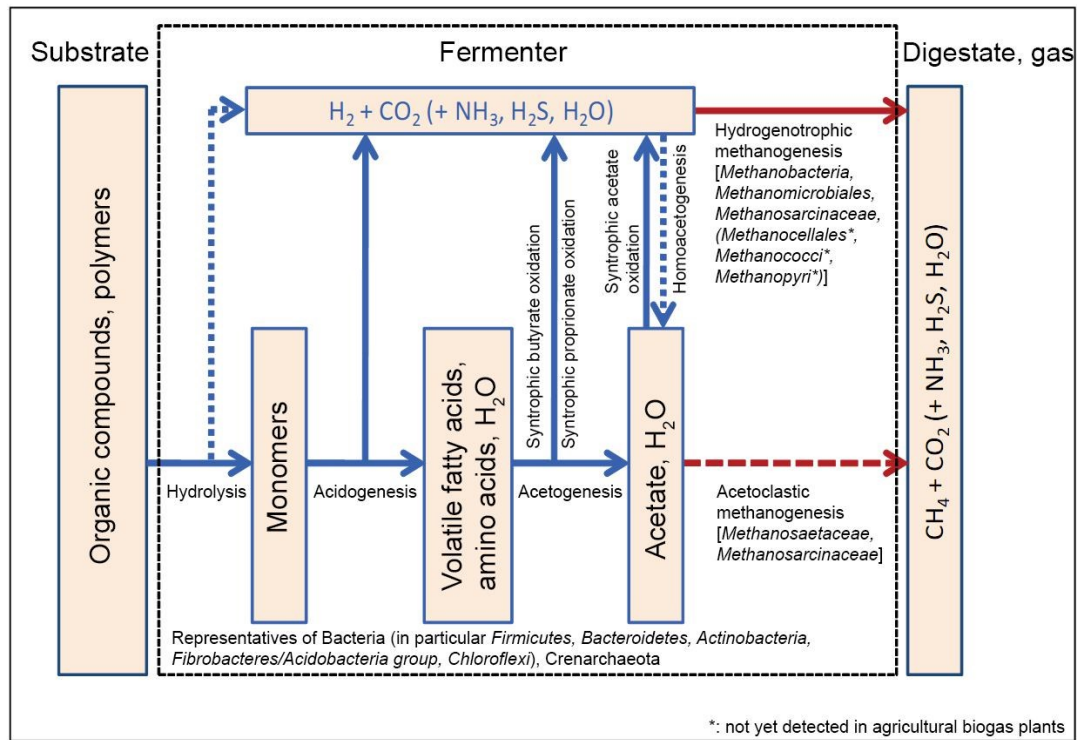 Substrate
Fermenter
Digestate, gas
Organic compounds, polymers
H₂ + CO₂ (+ NH₃, H₂S, H₂O)
Hydrolysis
Monomers
Acidogenesis
Volatile fatty acids,
amino acids, H₂O
Syntrophic butyrate oxidation
Syntrophic proprionate oxidation
Acetogenesis
Syntrophic acetate
oxidation
Homoacetogenesis
Acetate, H₂O
Hydrogenotrophic
methanogenesis
[Methanobacteria,
Methanomicrobiales,
Methanosarcinaceae,
(Methanocellales*,
Methanococci*,
Methanopyri*)]
Acetoclastic
methanogenesis
[Methanosaetaceae,
Methanosarcinaceae]
CH₄ + CO₂ (+ NH₃, H₂S, H₂O)
Representatives of Bacteria (in particular Firmicutes, Bacteroidetes, Actinobacteria,
Fibrobacteres/Acidobacteria group, Chloroflexi), Crenarchaeota
*: not yet detected in agricultural biogas plants